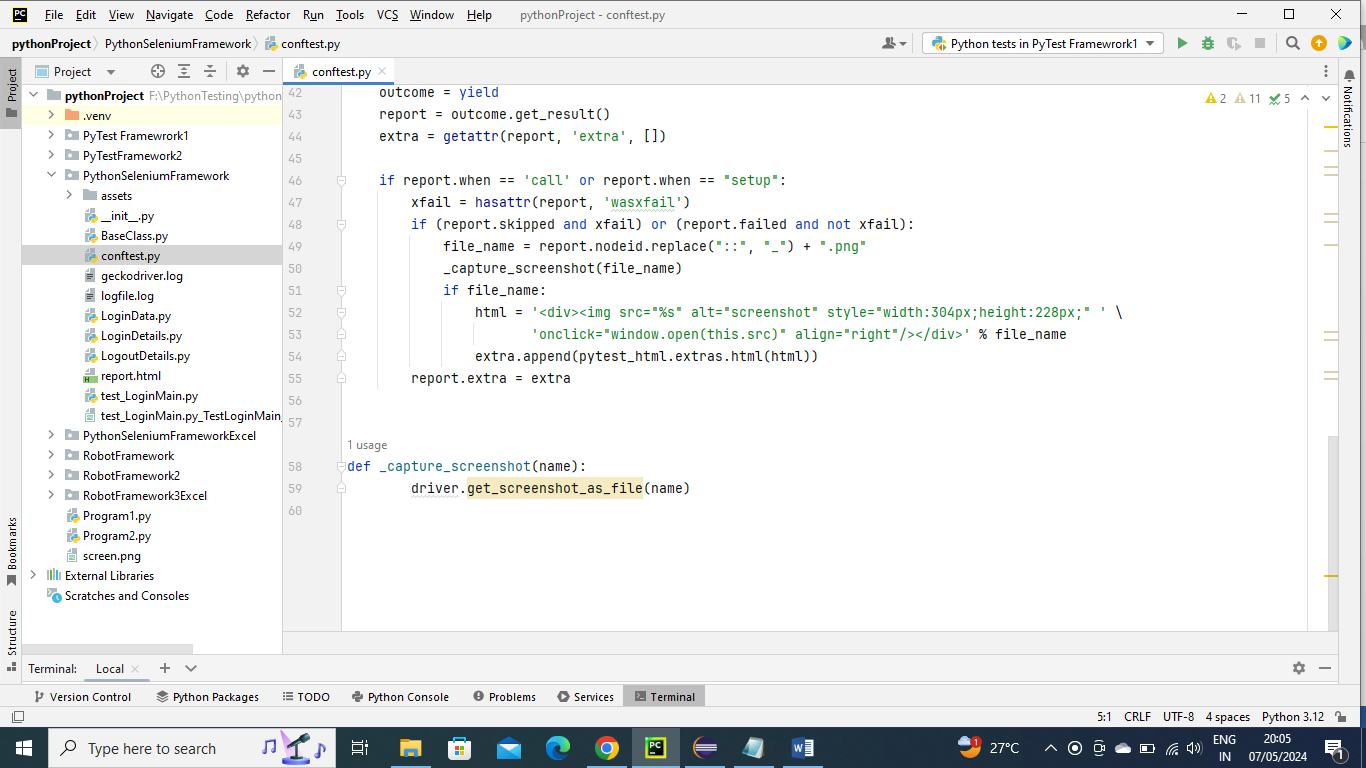 PC File Edit View Navigate Code Refactor Run Tools VCS Window Help pythonProject - conftest.py
pythonProject PythonSeleniumFramework conftest.py Python tests in PyTest Framewrork1
Project
Project
conftest.py
Notifications
pythonProject F:\PythonTesting\python
.venv
PyTest Framewrork1
PyTestFramework2
PythonSeleniumFramework
assets
__init__.py
BaseClass.py
conftest.py
geckodriver.log
logfile.log
LoginData.py
LoginDetails.py
LogoutDetails.py
report.html
test_LoginMain.py
test_LoginMain.py_TestLoginMain_
PythonSeleniumFrameworkExcel
RobotFramework
RobotFramework2
RobotFramework3Excel
Program1.py
Program2.py
screen.png
External Libraries
Scratches and Consoles
Bookmarks
Structure
2 11 5
42 outcome = yield
43 report = outcome.get_result()
44 extra = getattr(report, 'extra', [])
45
46 if report.when == 'call' or report.when == "setup":
47 xfail = hasattr(report, 'wasxfail')
48 if (report.skipped and xfail) or (report.failed and not xfail):
49 file_name = report.nodeid.replace("::", "_") + ".png"
50 _capture_screenshot(file_name)
51 if file_name:
52 html = '<div><img src="%s" alt="screenshot" style="width:304px;height:228px;" ' \
53 'onclick="window.open(this.src)" align="right"/></div>' % file_name
54 extra.append(pytest_html.extras.html(html))
55 report.extra = extra
56
57
1 usage
58 def _capture_screenshot(name):
59 driver.get_screenshot_as_file(name)
60
Terminal: Local
Version Control Python Packages TODO Python Console Problems Services Terminal
5:1 CRLF UTF-8 4 spaces Python 3.12
Type here to search
PC
W
1
27°C
ENG
IN
20:05
07/05/2024
1